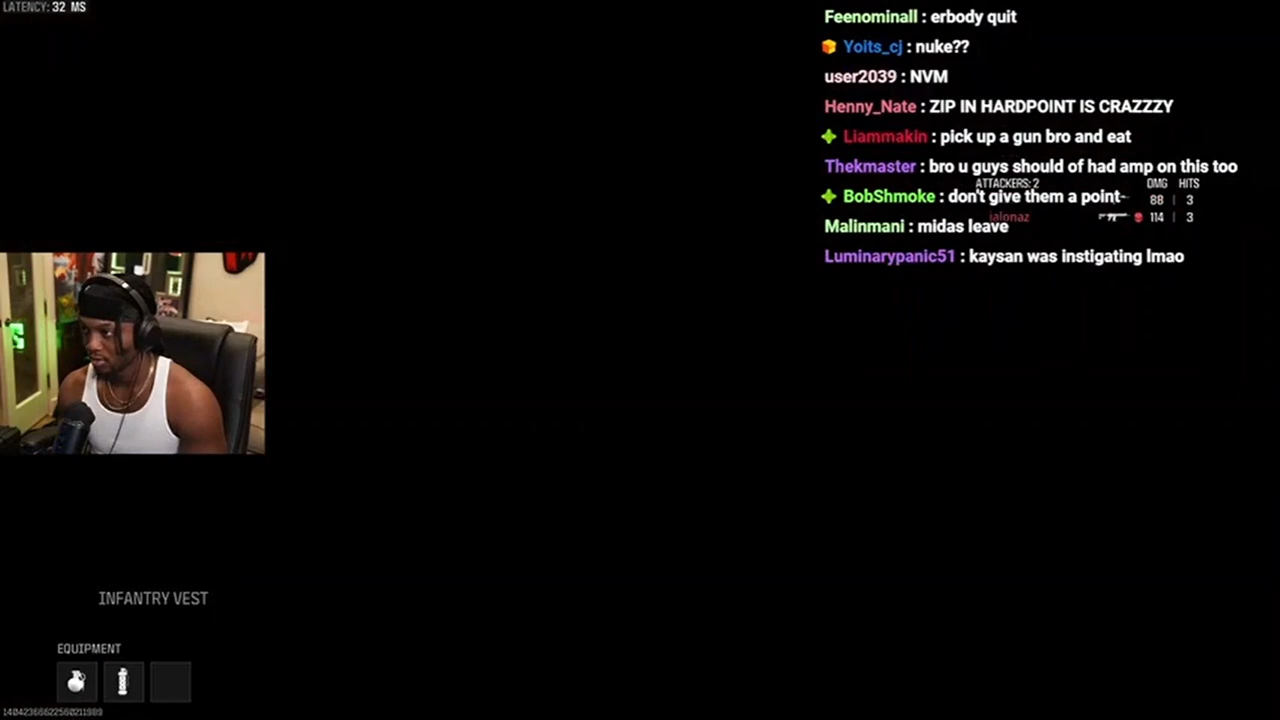 LATENCY: 32 MS
Feenominall : erbody quit
Yoits_cj : nuke??
user2039 : NVM
Henny_Nate : ZIP IN HARDPOINT IS CRAZZZY
Liammakin : pick up a gun bro and eat
Thekmaster : bro u guys should of had amp on this too
ATTACKERS: 2 DMG HITS
BobShmoke : don't give them a point-
88 | 3
jalonaz 114 | 3
Malinmani : midas leave
Luminarypanic51 : kaysan was instigating lmao
INFANTRY VEST
EQUIPMENT